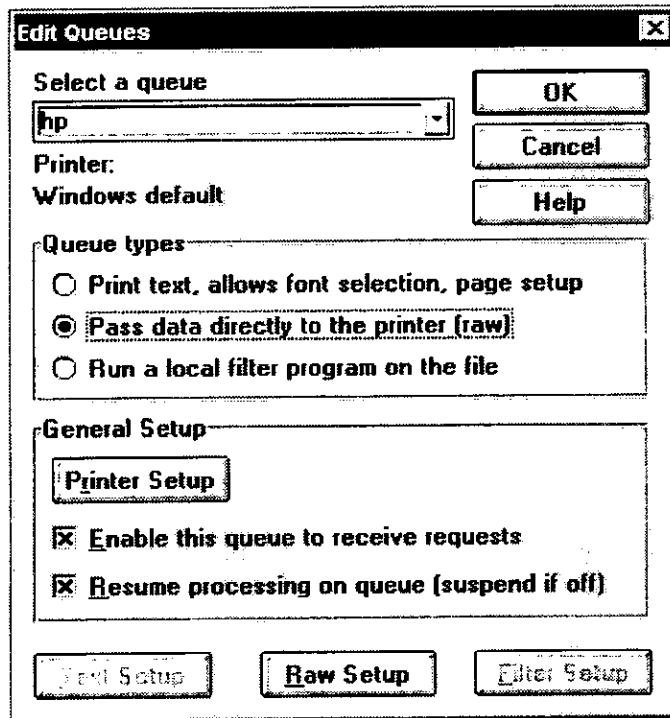 Edit Queues
Select a queue
hp
Printer:
Windows default
OK
Cancel
Help
Queue types
Print text, allows font selection, page setup
Pass data directly to the printer (raw)
Run a local filter program on the file
General Setup
Printer Setup
Enable this queue to receive requests
Resume processing on queue (suspend if off)
Text Setup Raw Setup Filter Setup